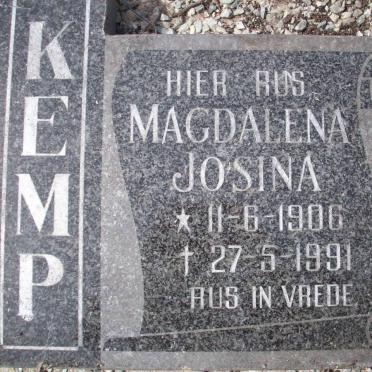 KEMP
HIER RUS
MAGDALENA
JOSINA
★ 11-6-1906
† 27-5-1991
RUS IN VREDE